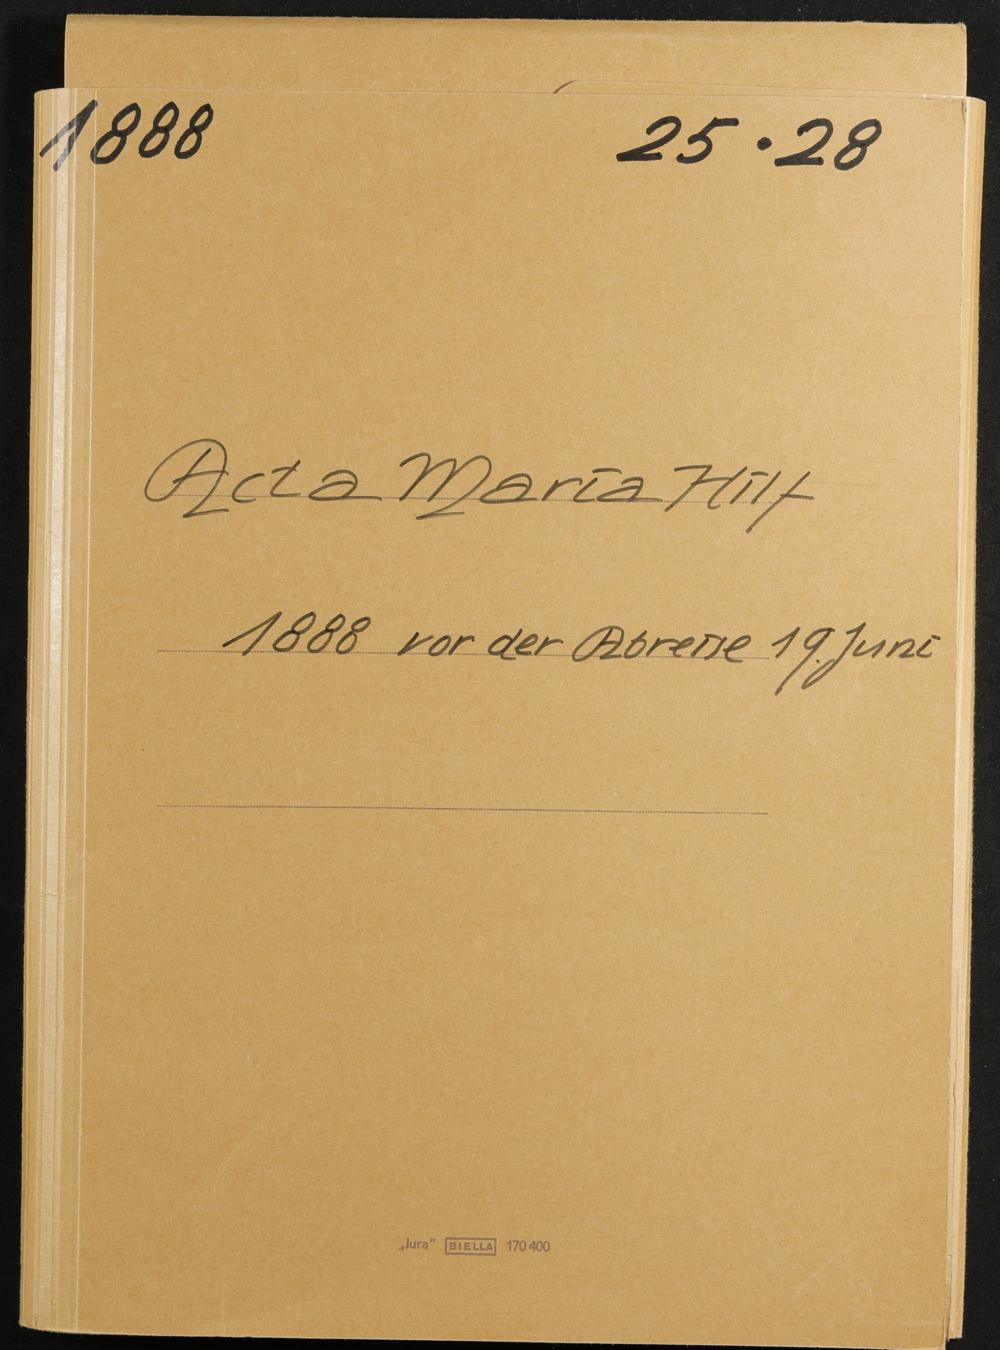 1888 25·28
Acta Maria Hilf
1888 vor der Abreise 19. Juni
„Jura" BIELLA 170 400